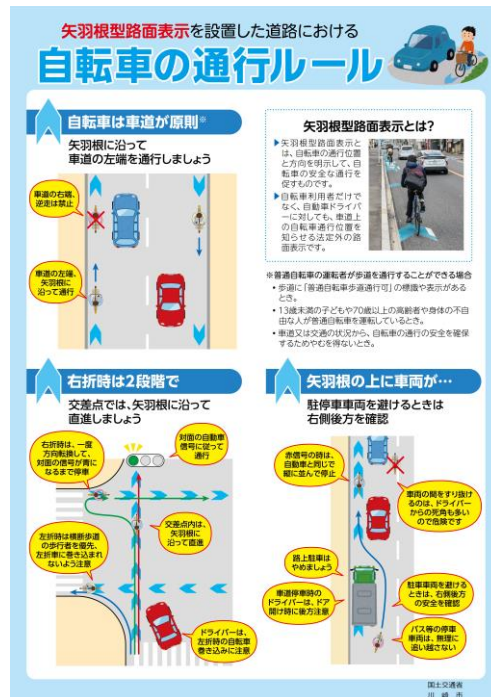 矢羽根型路面表示を設置した道路における
自転車の通行ルール
自転車は車道が原則※
矢羽根に沿って
車道の左端を通行しましょう
車道の右端、
逆走は禁止
車道の左端、
矢羽根に
沿って通行
矢羽根型路面表示とは?
▶矢羽根型路面表示と
は、自転車の通行位置
と方向を明示して、自
転車の安全な通行を
促すものです。
▶自転車利用者だけで
なく、自動車ドライバ
ーに対しても、車道上
の自転車通行位置を
知らせる法定外の路
面表示です。
※普通自転車の運転者が歩道を通行することができる場合
・歩道に「普通自転車歩道通行可」の標識や表示がある
とき。
・13歳未満の子どもや70歳以上の高齢者や身体の不自
由な人が普通自転車を運転しているとき。
・車道又は交通の状況から、自転車の通行の安全を確保
するためやむを得ないとき。
右折時は2段階で
交差点では、矢羽根に沿って
直進しましょう
右折時は、一度
方向転換して、
対面の信号が青に
なるまで停車
対面の自動車
信号に従って
通行
交差点内は、
矢羽根に
沿って直進
左折時は横断歩道
の歩行者を優先、
左折車に巻き込まれ
ないよう注意
ドライバーは、
左折時の自転車
巻き込みに注意
矢羽根の上に車両が…
駐停車車両を避けるときは
右側後方を確認
赤信号の時は、
自動車と同じで
縦に並んで停止
車両の間をすり抜け
るのは、ドライバー
からの死角も多い
ので危険です
路上駐車は
やめましょう
車道停車時の
ドライバーは、ドア
開け時に後方注意
駐車車両を避ける
ときは、右側後方
の安全を確認
バス等の停車
車両は、無理に
追い越さない
国土交通省
川崎市